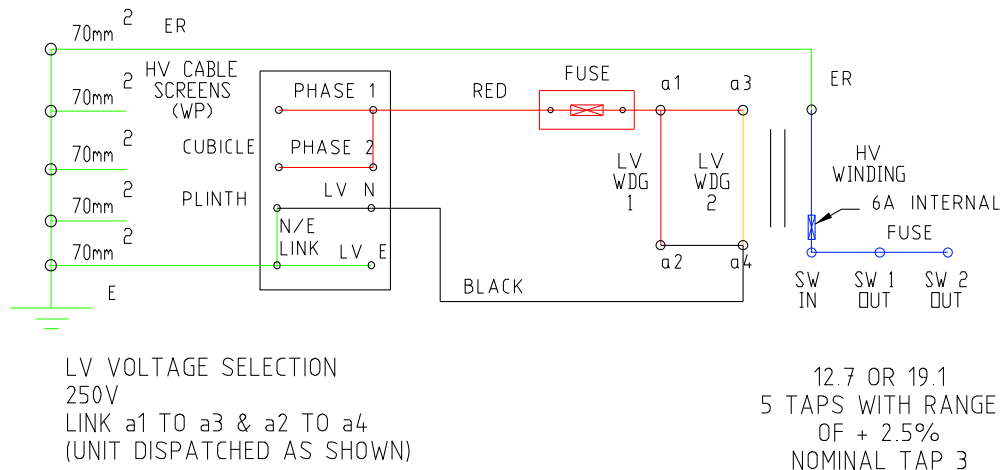 70mm 2 ER
70mm 2 HV CABLE
SCREENS
(WP)
70mm 2
CUBICLE
70mm 2
PLINTH
70mm 2
E
PHASE 1
PHASE 2
LV N
N/E
LINK
LV E
RED
FUSE
BLACK
a1
a3
LV
WDG
1
LV
WDG
2
a2
a4
ER
HV
WINDING
6A INTERNAL
FUSE
SW
IN
SW 1
OUT
SW 2
OUT
LV VOLTAGE SELECTION
250V
LINK a1 TO a3 & a2 TO a4
(UNIT DISPATCHED AS SHOWN)
12.7 OR 19.1
5 TAPS WITH RANGE
OF + 2.5%
NOMINAL TAP 3